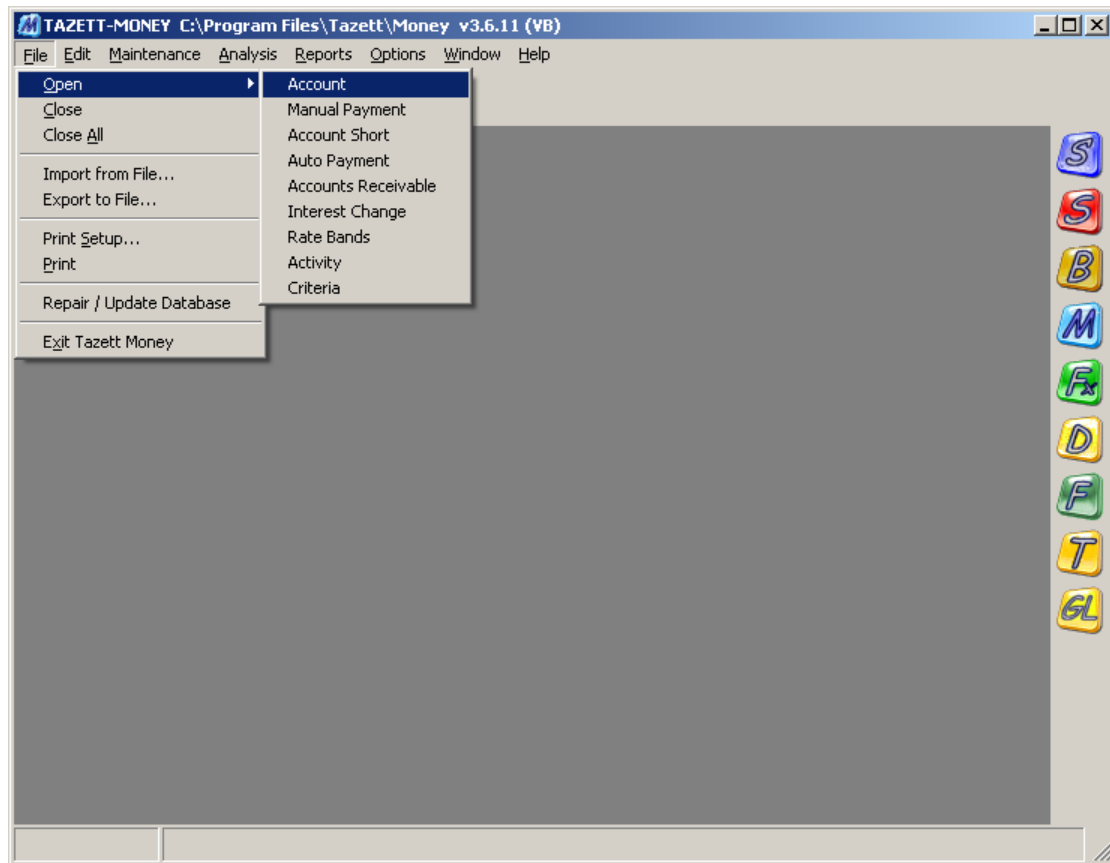 TAZETT-MONEY C:\Program Files\Tazett\Money v3.6.11 (VB)
File Edit Maintenance Analysis Reports Options Window Help
Open
Close
Close All
Import from File...
Export to File...
Print Setup...
Print
Repair / Update Database
Exit Tazett Money
Account
Manual Payment
Account Short
Auto Payment
Accounts Receivable
Interest Change
Rate Bands
Activity
Criteria
S
S
B
M
Fx
D
F
T
GL